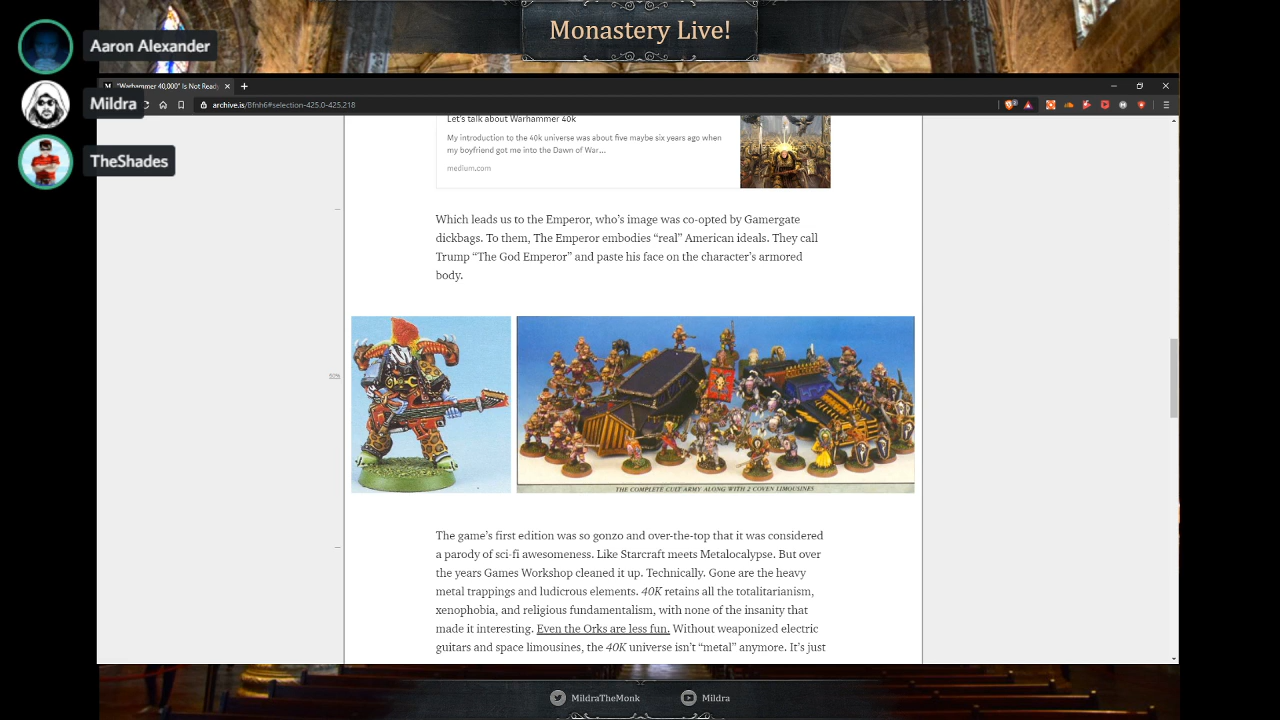 Monastery Live!
Aaron Alexander
Mildra
TheShades
"Warhammer 40,000" Is Not Ready
archive.is/8fnh6#selection-425.0-425.218
Let's talk about Warhammer 40k
My introduction to the 40k universe was about five maybe six years ago when
my boyfriend got me into the Dawn of War...
medium.com
Which leads us to the Emperor, who's image was co-opted by Gamergate
dickbags. To them, The Emperor embodies "real" American ideals. They call
Trump "The God Emperor" and paste his face on the character's armored
body.
THE COMPLETE CULT ARMY ALONG WITH 2 COVEN LIMOUSINES
The game's first edition was so gonzo and over-the-top that it was considered
a parody of sci-fi awesomeness. Like Starcraft meets Metalocalypse. But over
the years Games Workshop cleaned it up. Technically. Gone are the heavy
metal trappings and ludicrous elements. 40K retains all the totalitarianism,
xenophobia, and religious fundamentalism, with none of the insanity that
made it interesting. Even the Orks are less fun. Without weaponized electric
guitars and space limousines, the 40K universe isn't "metal" anymore. It's just
MildraTheMonk
Mildra